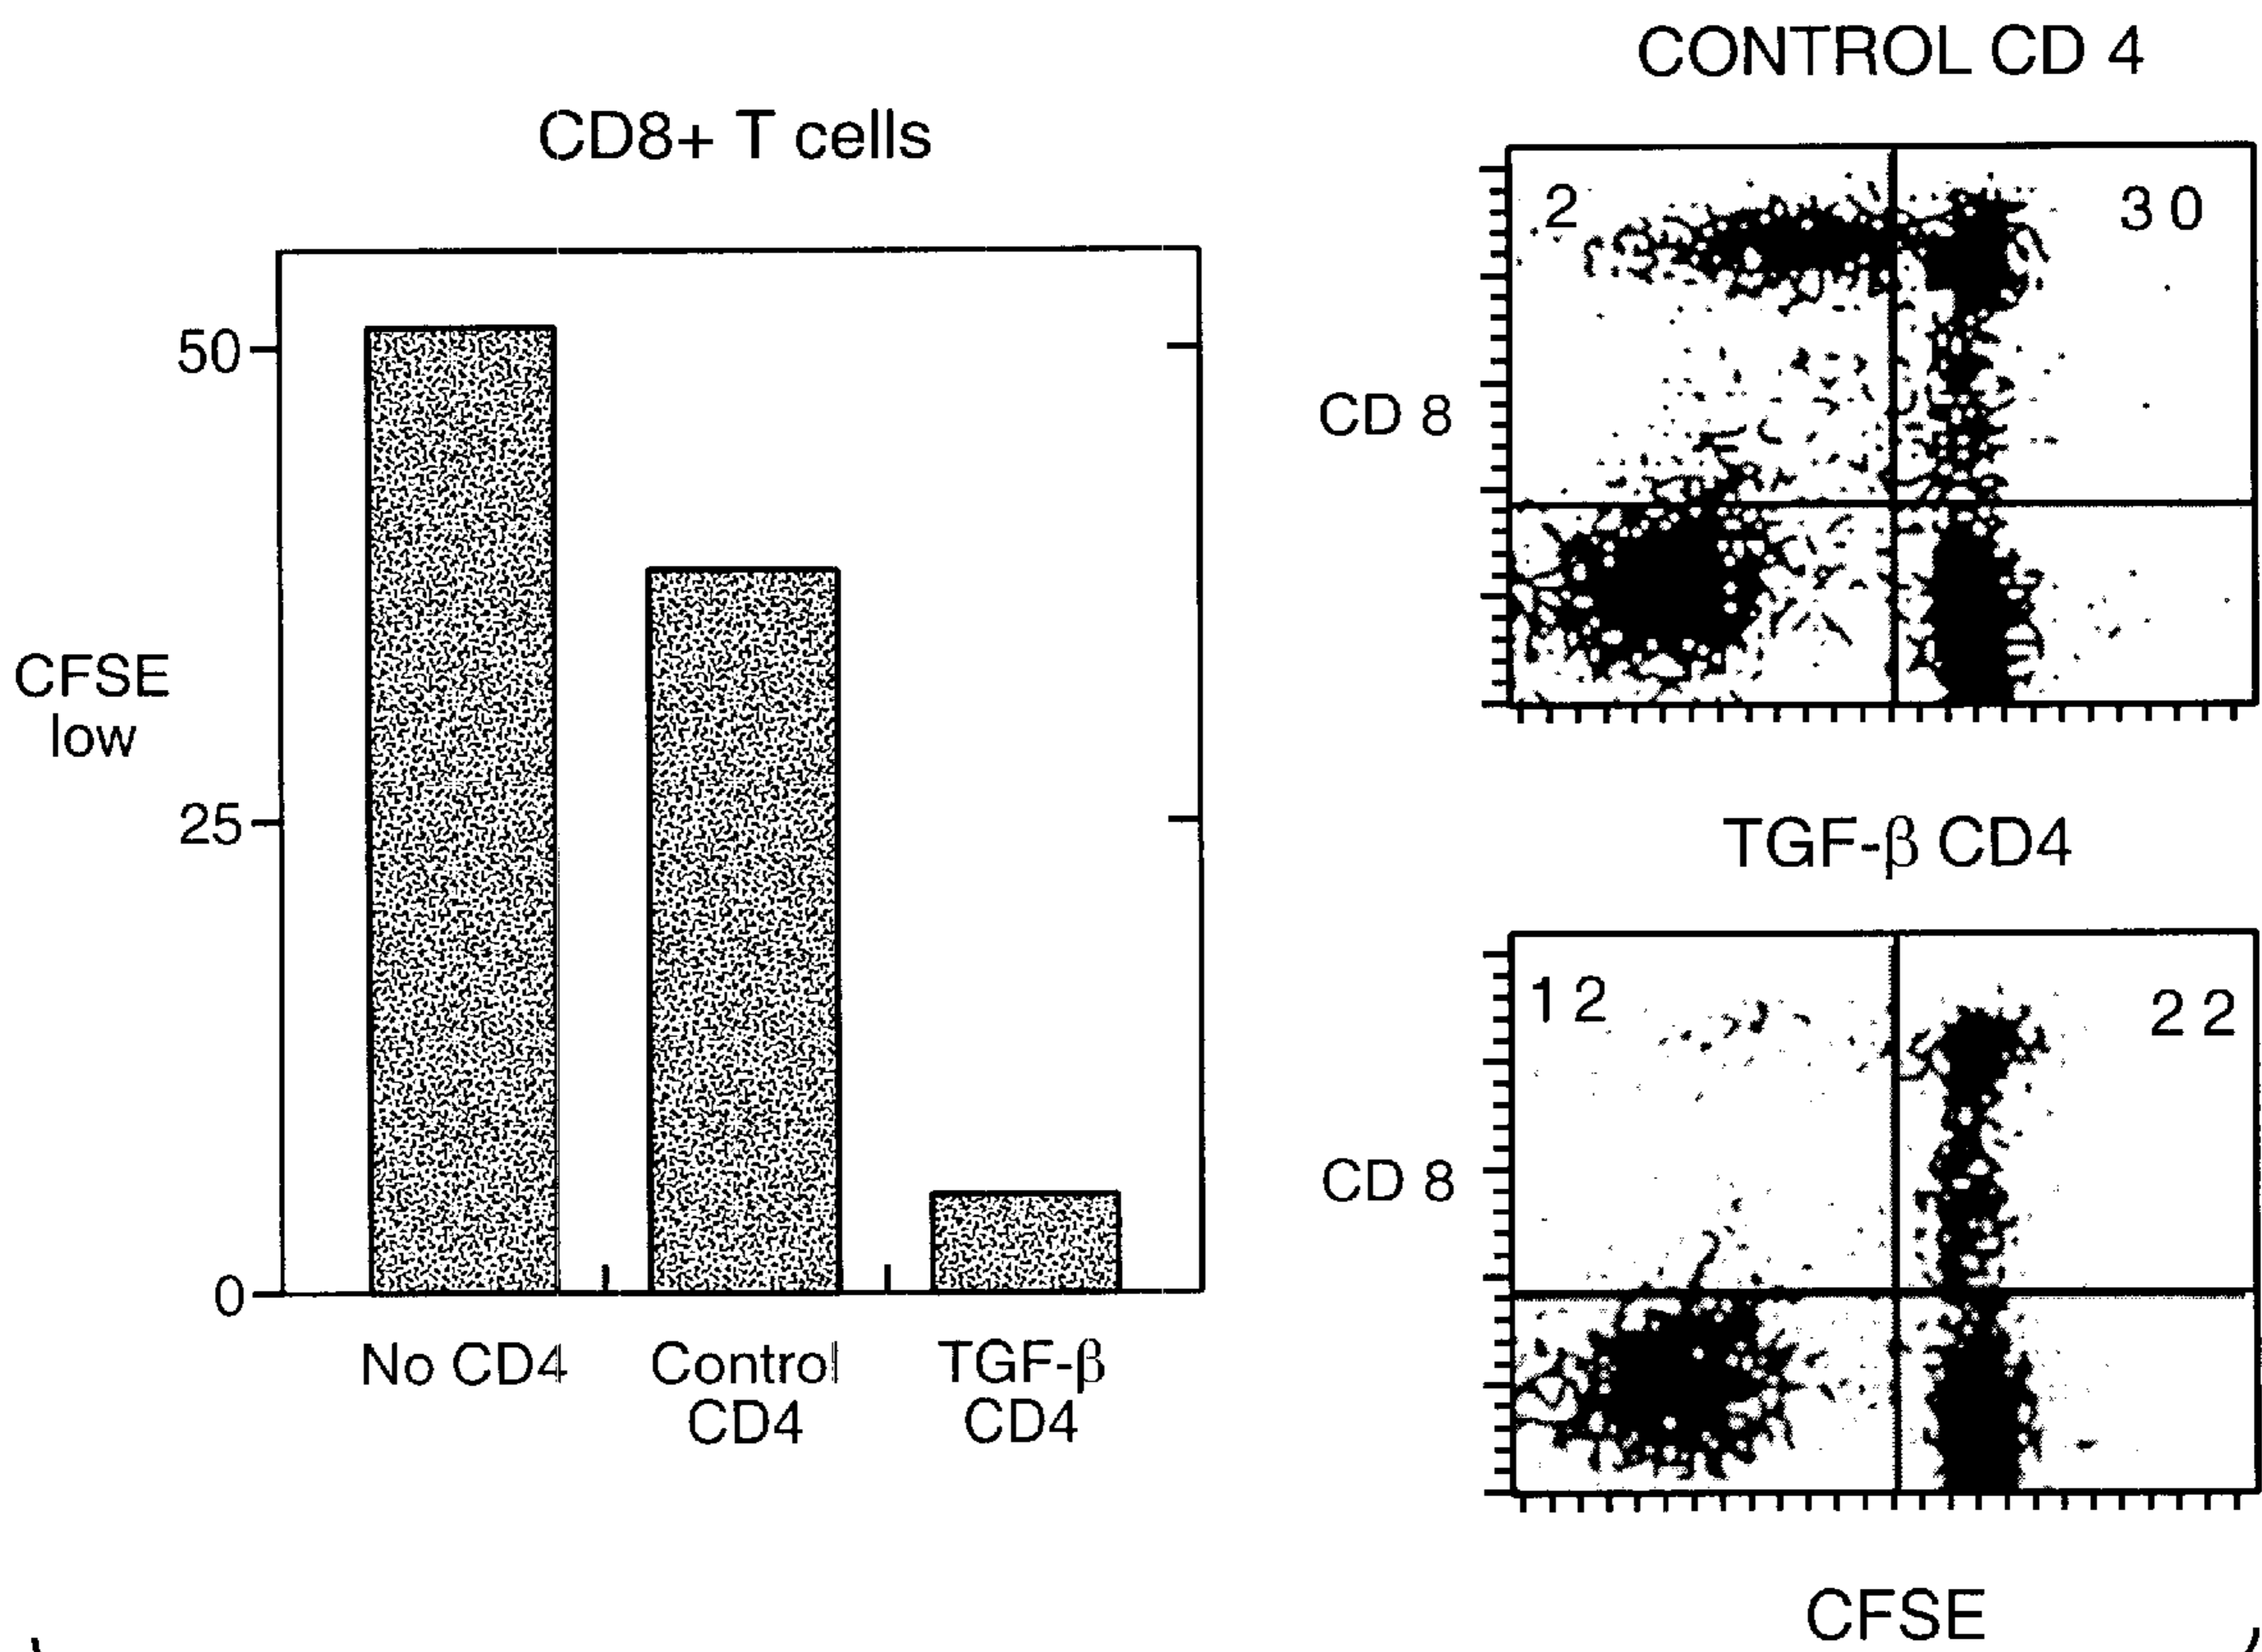 CD8+ T cells
50
25
0
CFSE
low
No CD4
Control
CD4
TGF-β
CD4
CONTROL CD 4
2
30
CD 8
TGF-β CD4
12
22
CD 8
CFSE